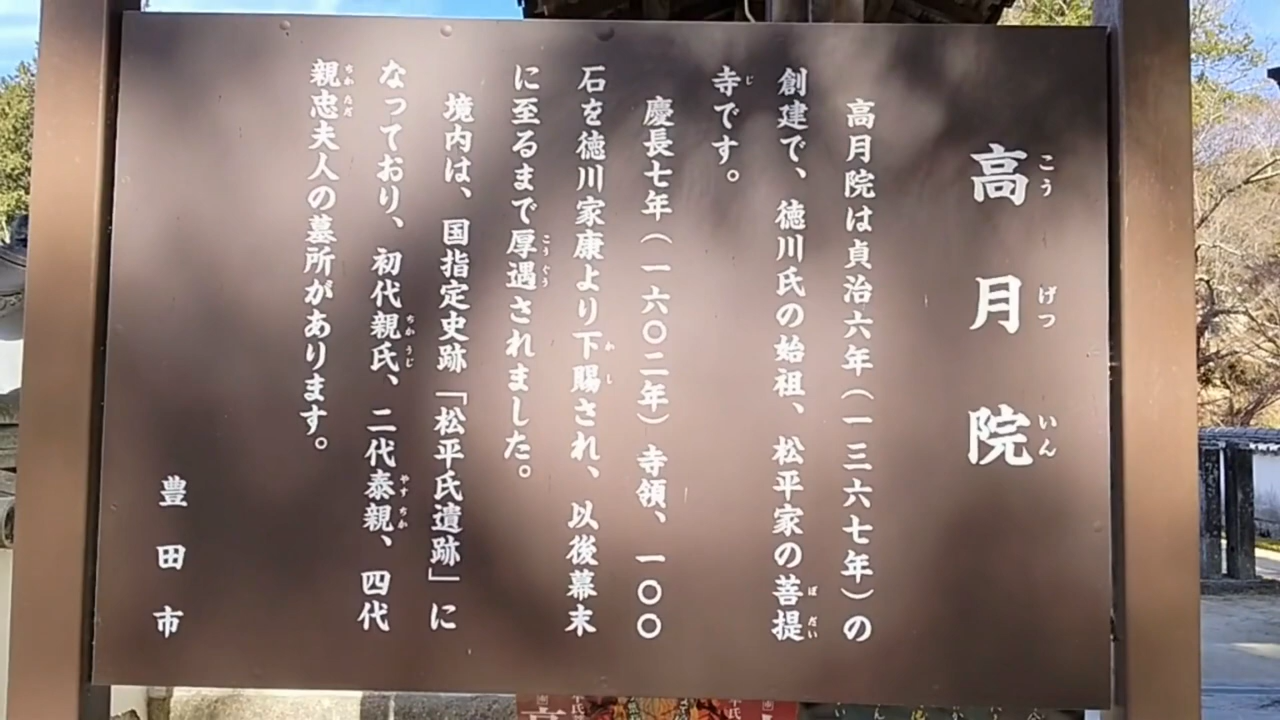 高月院
高月院は貞治六年（一三六七年）の
創建で、徳川氏の始祖、松平家の菩提
寺です。
慶長七年（一六〇二年）寺領、一〇〇
石を徳川家康より下賜され、以後幕末
に至るまで厚遇されました。
境内は、国指定史跡「松平氏遺跡」に
なっており、初代親氏、二代泰親、四代
親忠夫人の墓所があります。
豊田市